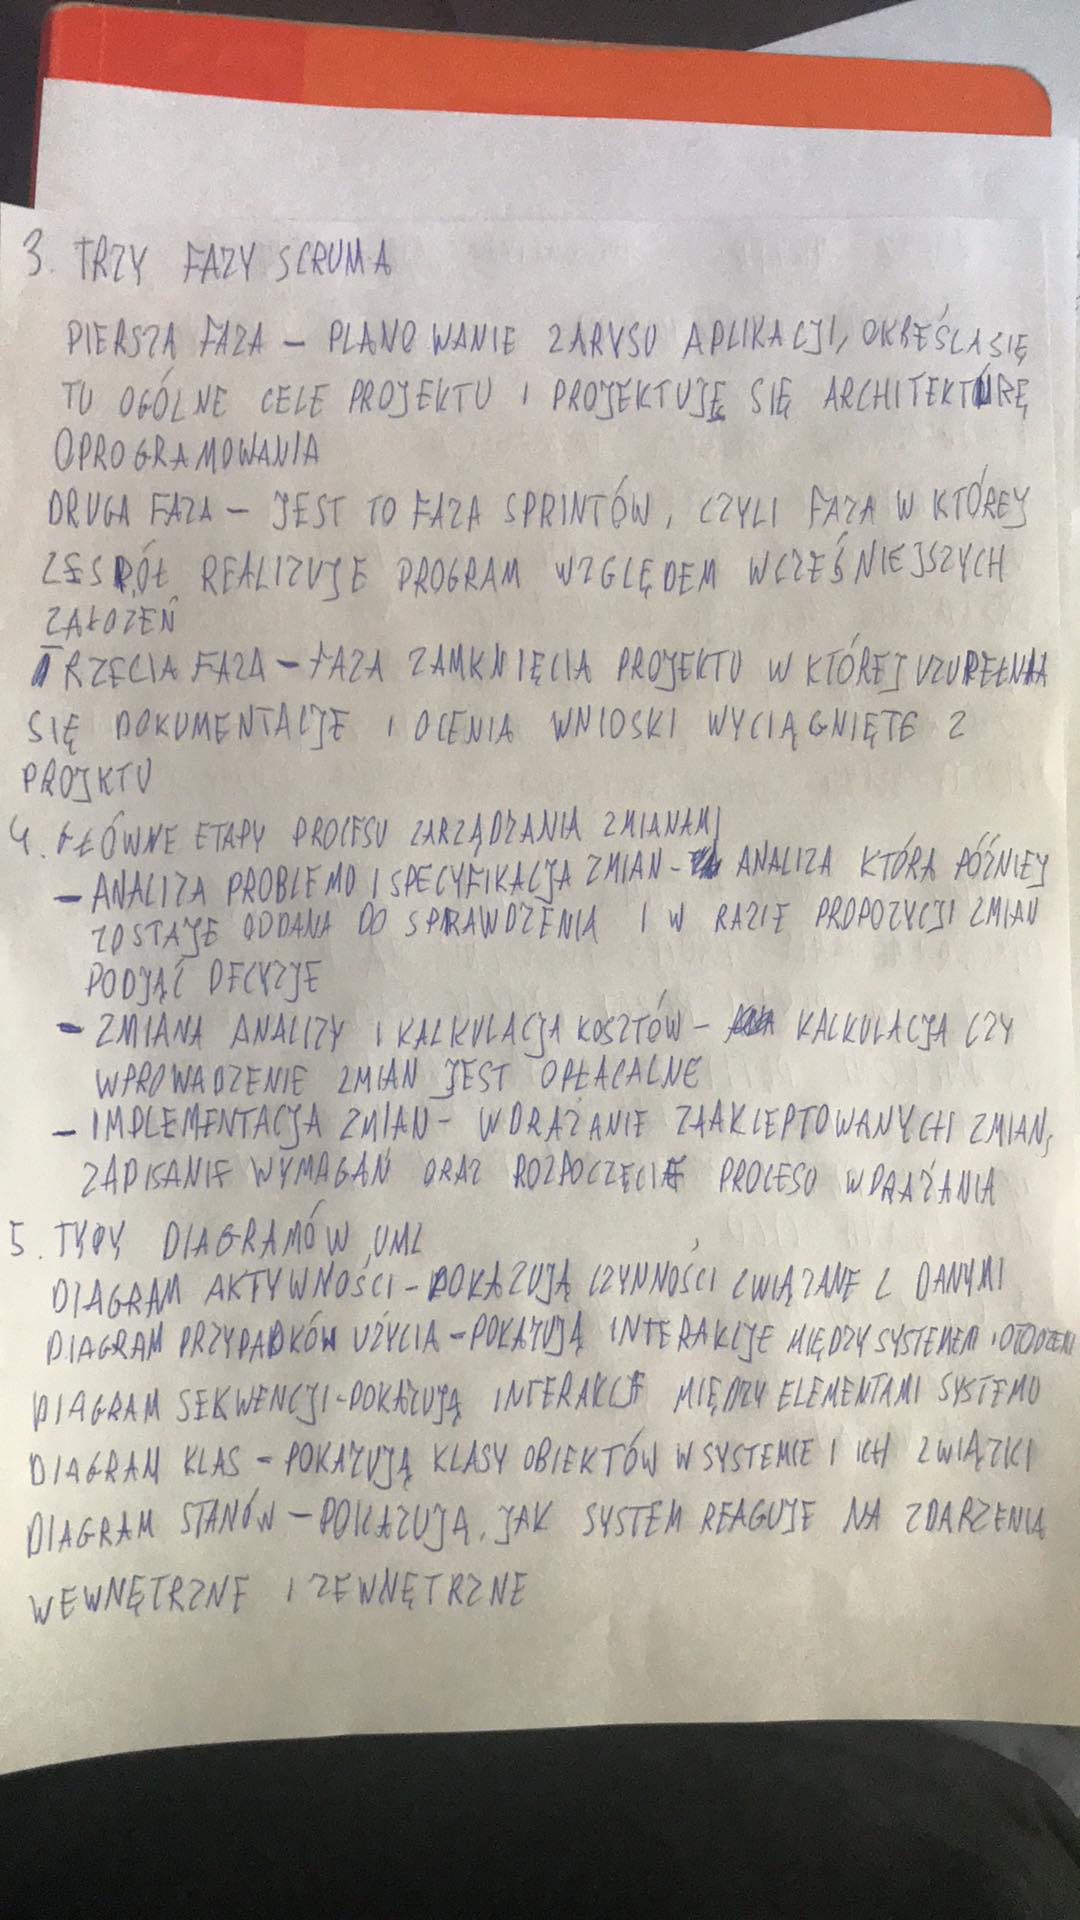 3. TRZY FAZY SCRUMA
PIERSZA FAZA – PLANOWANIE ZARYSU APLIKACJI, OKREŚLA SIĘ
TU OGÓLNE CELE PROJEKTU I PROJEKTUJĘ SIĘ ARCHITEKTURĘ
OPROGRAMOWANIA
DRUGA FAZA – JEST TO FAZA SPRINTÓW, CZYLI FAZA W KTÓREJ
ZESPÓŁ REALIZUJE PROGRAM WZGLĘDEM WCZEŚNIEJSZYCH
ZAŁOZEŃ
TRZECIA FAZA – FAZA ZAMKNIĘCIA PROJEKTU W KTÓREJ UZUPEŁNIA
SIĘ DOKUMENTACJE I OCENIA WNIOSKI WYCIĄGNIĘTE Z
PROJKTU
4. GŁÓWNE ETAPY PROCESU ZARZĄDZANIA ZMIANAMI
– ANALIZA PROBLEMU I SPECYFIKACJA ZMIAN – ANALIZA KTÓRA PÓŹNIEJ
ZOSTAJE ODDANA DO SPRAWDZENIA I W RAZIE PROPOZYCJI ZMIAN
PODJĄĆ DECYZJE
– ZMIANA ANALIZY I KALKULACJA KOSZTÓW – KALKULACJA CZY
WPROWADZENIE ZMIAN JEST OPŁACALNE
– IMPLEMENTACJA ZMIAN – WDRAŻANIE ZAAKCEPTOWANYCH ZMIAN,
ZAPISANIE WYMAGAŃ ORAZ ROZPOCZĘCIE PROCESU WDRAŻANIA
5. TYPY DIAGRAMÓW UML
DIAGRAM AKTYWNOŚCI – POKAZUJĄ CZYNNOŚCI ZWIĄZANE Z DANYMI
DIAGRAM PRZYPADKÓW UŻYCIA – POKAZUJĄ INTERAKCJE MIĘDZY SYSTEMEM I
DIAGRAM SEKWENCJI – POKAZUJĄ INTERAKCJE MIĘDZY ELEMENTAMI SYSTEMU
DIAGRAM KLAS – POKAZUJĄ KLASY OBIEKTÓW W SYSTEMIE I ICH ZWIĄZKI
DIAGRAM STANÓW – POKAZUJĄ, JAK SYSTEM REAGUJE NA ZDARZENIA
WEWNĘTRZNE I ZEWNĘTRZNE